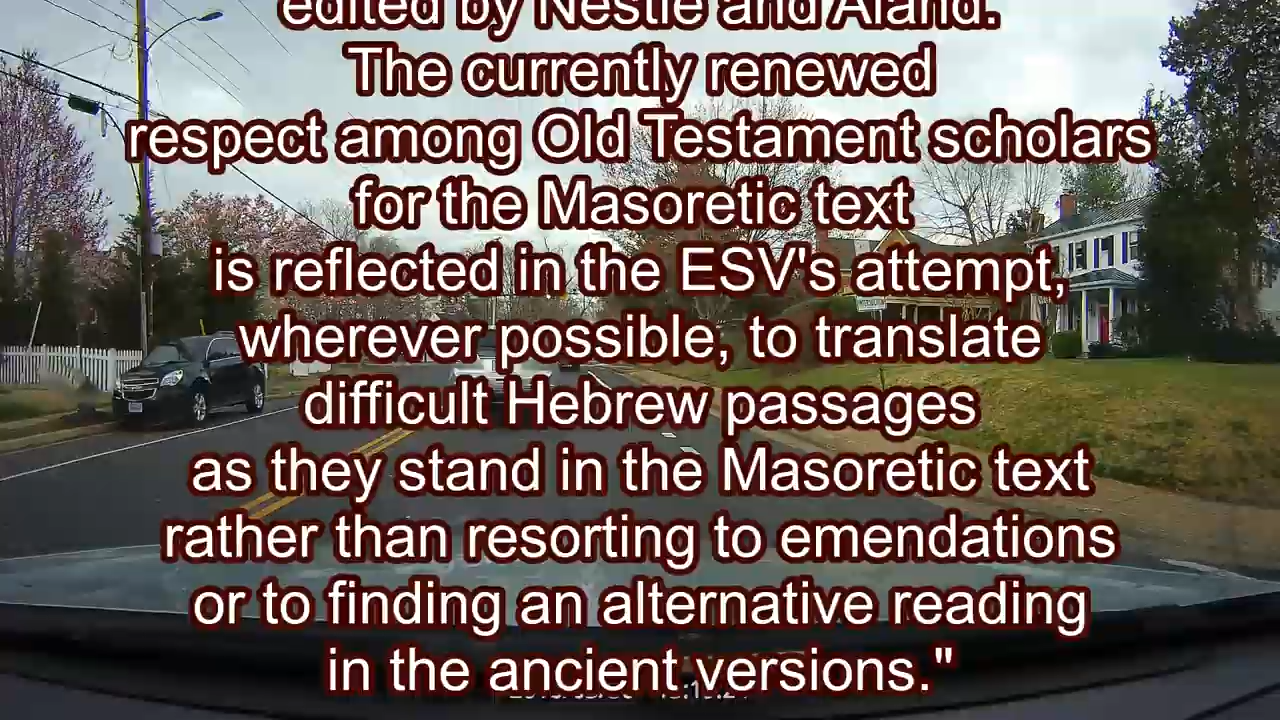 edited by Nestle and Aland.
The currently renewed
respect among Old Testament scholars
for the Masoretic text
is reflected in the ESV's attempt,
wherever possible, to translate
difficult Hebrew passages
as they stand in the Masoretic text
rather than resorting to emendations
or to finding an alternative reading
in the ancient versions."